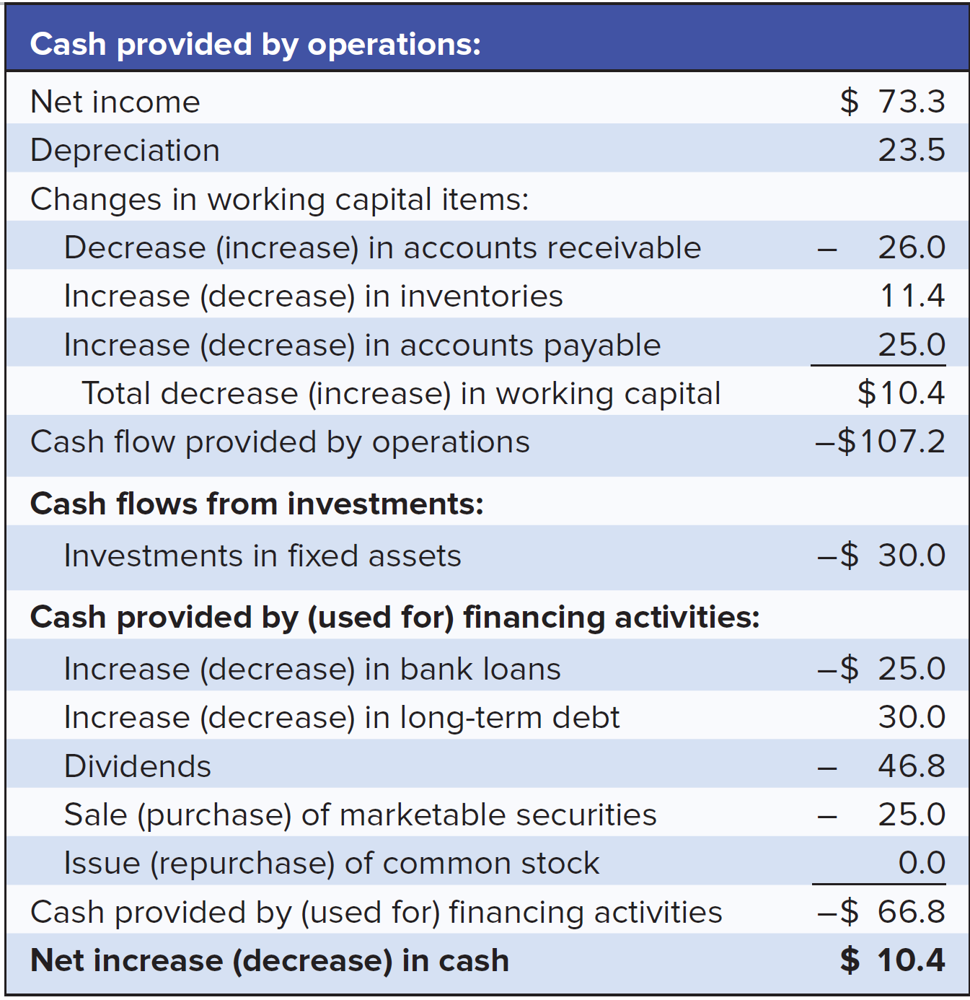 Cash provided by operations:
Net income $ 73.3
Depreciation 23.5
Changes in working capital items:
Decrease (increase) in accounts receivable – 26.0
Increase (decrease) in inventories 11.4
Increase (decrease) in accounts payable 25.0
Total decrease (increase) in working capital $10.4
Cash flow provided by operations –$107.2
Cash flows from investments:
Investments in fixed assets –$ 30.0
Cash provided by (used for) financing activities:
Increase (decrease) in bank loans –$ 25.0
Increase (decrease) in long-term debt 30.0
Dividends – 46.8
Sale (purchase) of marketable securities – 25.0
Issue (repurchase) of common stock 0.0
Cash provided by (used for) financing activities –$ 66.8
Net increase (decrease) in cash $ 10.4